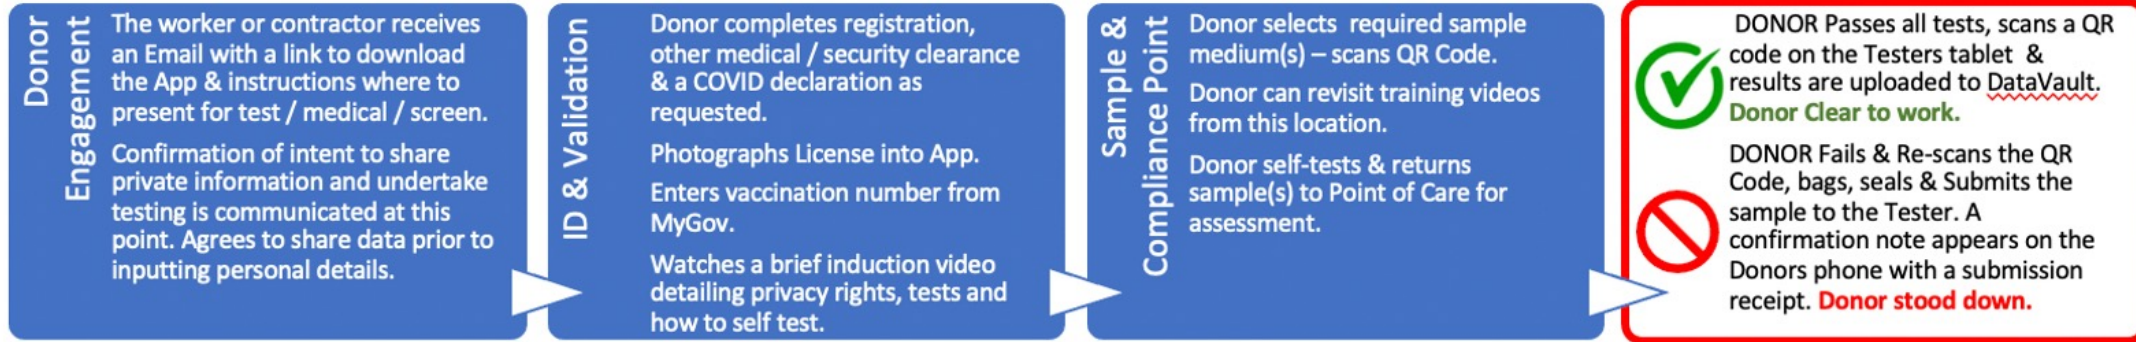 Donor
Engagement
The worker or contractor receives
an Email with a link to download
the App & instructions where to
present for test / medical / screen.
Confirmation of intent to share
private information and undertake
testing is communicated at this
point. Agrees to share data prior to
inputting personal details.
ID & Validation
Donor completes registration,
other medical / security clearance
& a COVID declaration as
requested.
Photographs License into App.
Enters vaccination number from
MyGov.
Watches a brief induction video
detailing privacy rights, tests and
how to self test.
Sample &
Compliance Point
Donor selects required sample
medium(s) – scans QR Code.
Donor can revisit training videos
from this location.
Donor self-tests & returns
sample(s) to Point of Care for
assessment.
DONOR Passes all tests, scans a QR
code on the Testers tablet &
results are uploaded to DataVault.
Donor Clear to work.
DONOR Fails & Re-scans the QR
Code, bags, seals & Submits the
sample to the Tester. A
confirmation note appears on the
Donors phone with a submission
receipt. Donor stood down.